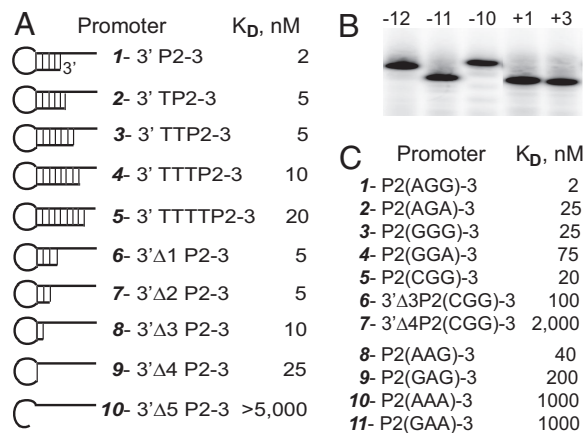 A Promoter K_D, nM
3'
1- 3' P2-3 2
2- 3' TP2-3 5
3- 3' TTP2-3 5
4- 3' TTTP2-3 10
5- 3' TTTTP2-3 20
6- 3'Δ1 P2-3 5
7- 3'Δ2 P2-3 5
8- 3'Δ3 P2-3 10
9- 3'Δ4 P2-3 25
10- 3'Δ5 P2-3 >5,000
B -12 -11 -10 +1 +3
C Promoter K_D, nM
1- P2(AGG)-3 2
2- P2(AGA)-3 25
3- P2(GGG)-3 25
4- P2(GGA)-3 75
5- P2(CGG)-3 20
6- 3'Δ3P2(CGG)-3 100
7- 3'Δ4P2(CGG)-3 2,000
8- P2(AAG)-3 40
9- P2(GAG)-3 200
10- P2(AAA)-3 1000
11- P2(GAA)-3 1000